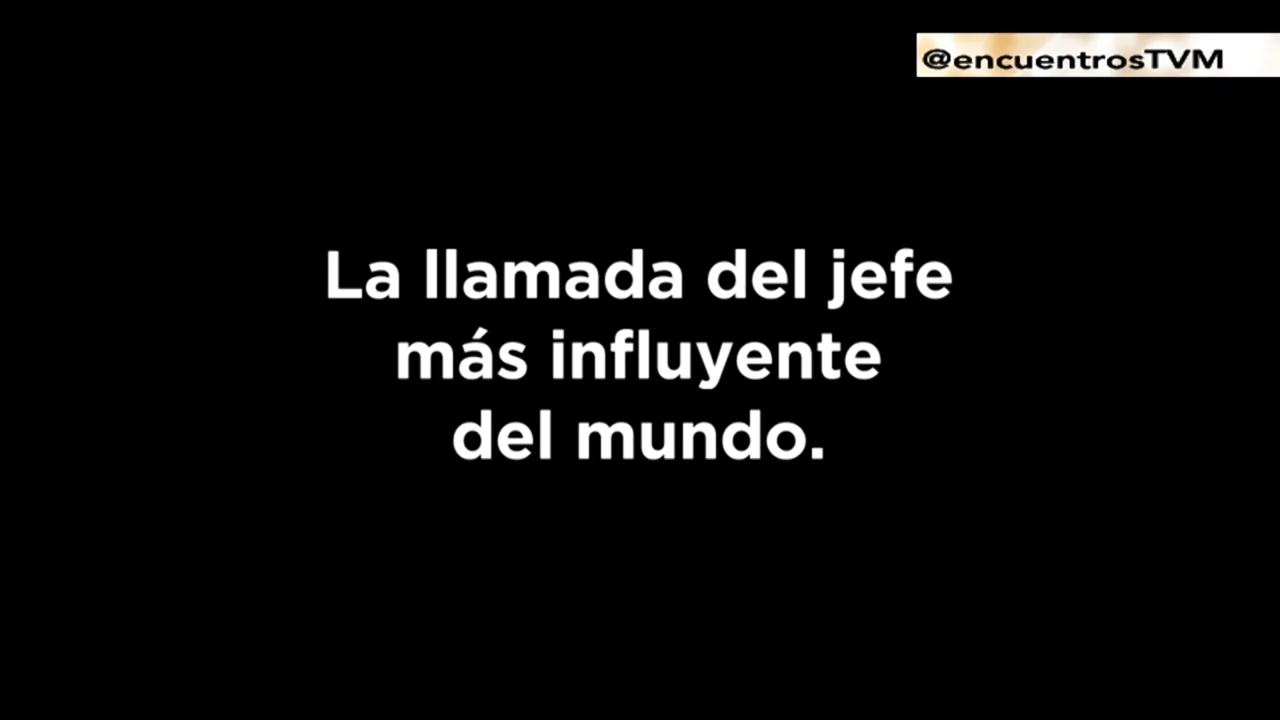 @encuentrosTVM
La llamada del jefe
más influyente
del mundo.